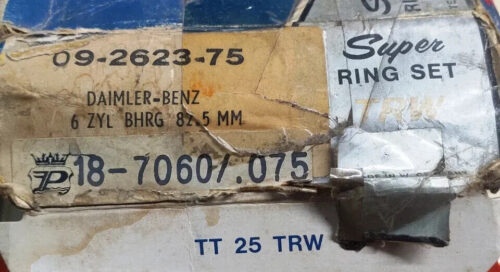 09-2623-75
DAIMLER-BENZ
6 ZYL BHRG 82.5 MM
18-7060/.075
Super
RING SET
TRW
TT 25 TRW